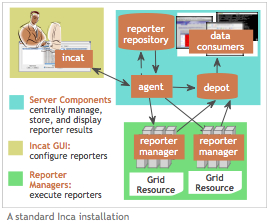 reporter
repository
data
consumers
incat
agent
depot
Server Components
centrally manage,
store, and display
reporter results
Incat GUI:
configure reporters
Reporter
Managers:
execute reporters
reporter
manager
reporter
manager
Grid
Resource
Grid
Resource
A standard Inca installation